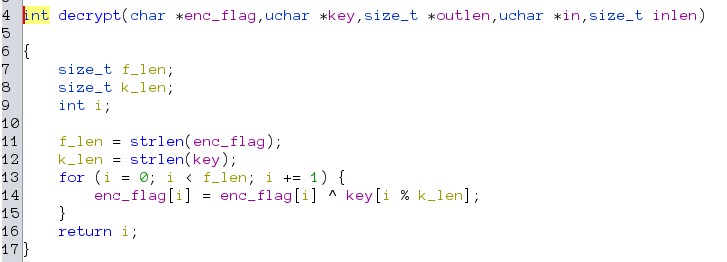 4 int decrypt(char *enc_flag,uchar *key,size_t *outlen,uchar *in,size_t inlen)
5
6 {
7     size_t f_len;
8     size_t k_len;
9     int i;
10
11     f_len = strlen(enc_flag);
12     k_len = strlen(key);
13     for (i = 0; i < f_len; i += 1) {
14         enc_flag[i] = enc_flag[i] ^ key[i % k_len];
15     }
16     return i;
17 }